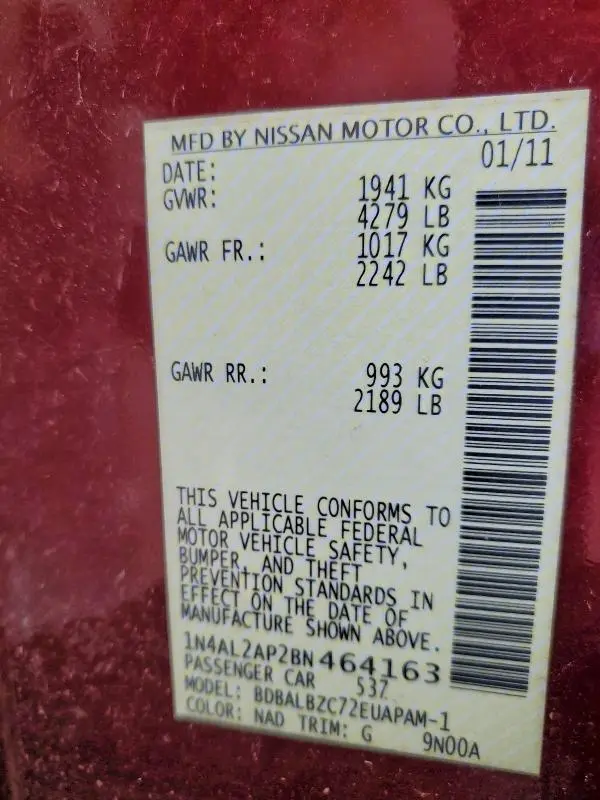 MFD BY NISSAN MOTOR CO., LTD.
DATE: 01/11
GVWR: 1941 KG
4279 LB
GAWR FR.: 1017 KG
2242 LB
GAWR RR.: 993 KG
2189 LB
THIS VEHICLE CONFORMS TO
ALL APPLICABLE FEDERAL
MOTOR VEHICLE SAFETY,
BUMPER, AND THEFT
PREVENTION STANDARDS IN
EFFECT ON THE DATE OF
MANUFACTURE SHOWN ABOVE.
1N4AL2AP2BN464163
PASSENGER CAR 537
MODEL: BDBALBZC72EUAPAM-1
COLOR: NAD TRIM: G 9N00A